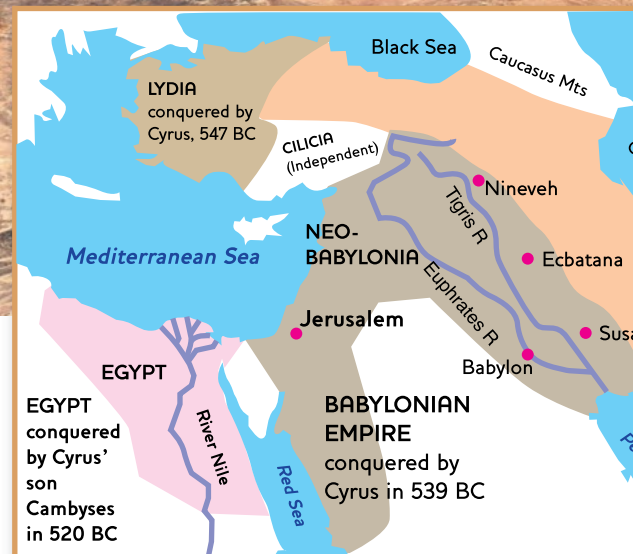 Black Sea
Caucasus Mts
LYDIA
conquered by
Cyrus, 547 BC
CILICIA
(Independent)
Nineveh
Tigris R
NEO-
BABYLONIA
Mediterranean Sea
Ecbatana
Euphrates R
Jerusalem
Babylon
EGYPT
EGYPT
conquered
by Cyrus’
son
Cambyses
in 520 BC
River Nile
Red Sea
BABYLONIAN
EMPIRE
conquered by
Cyrus in 539 BC